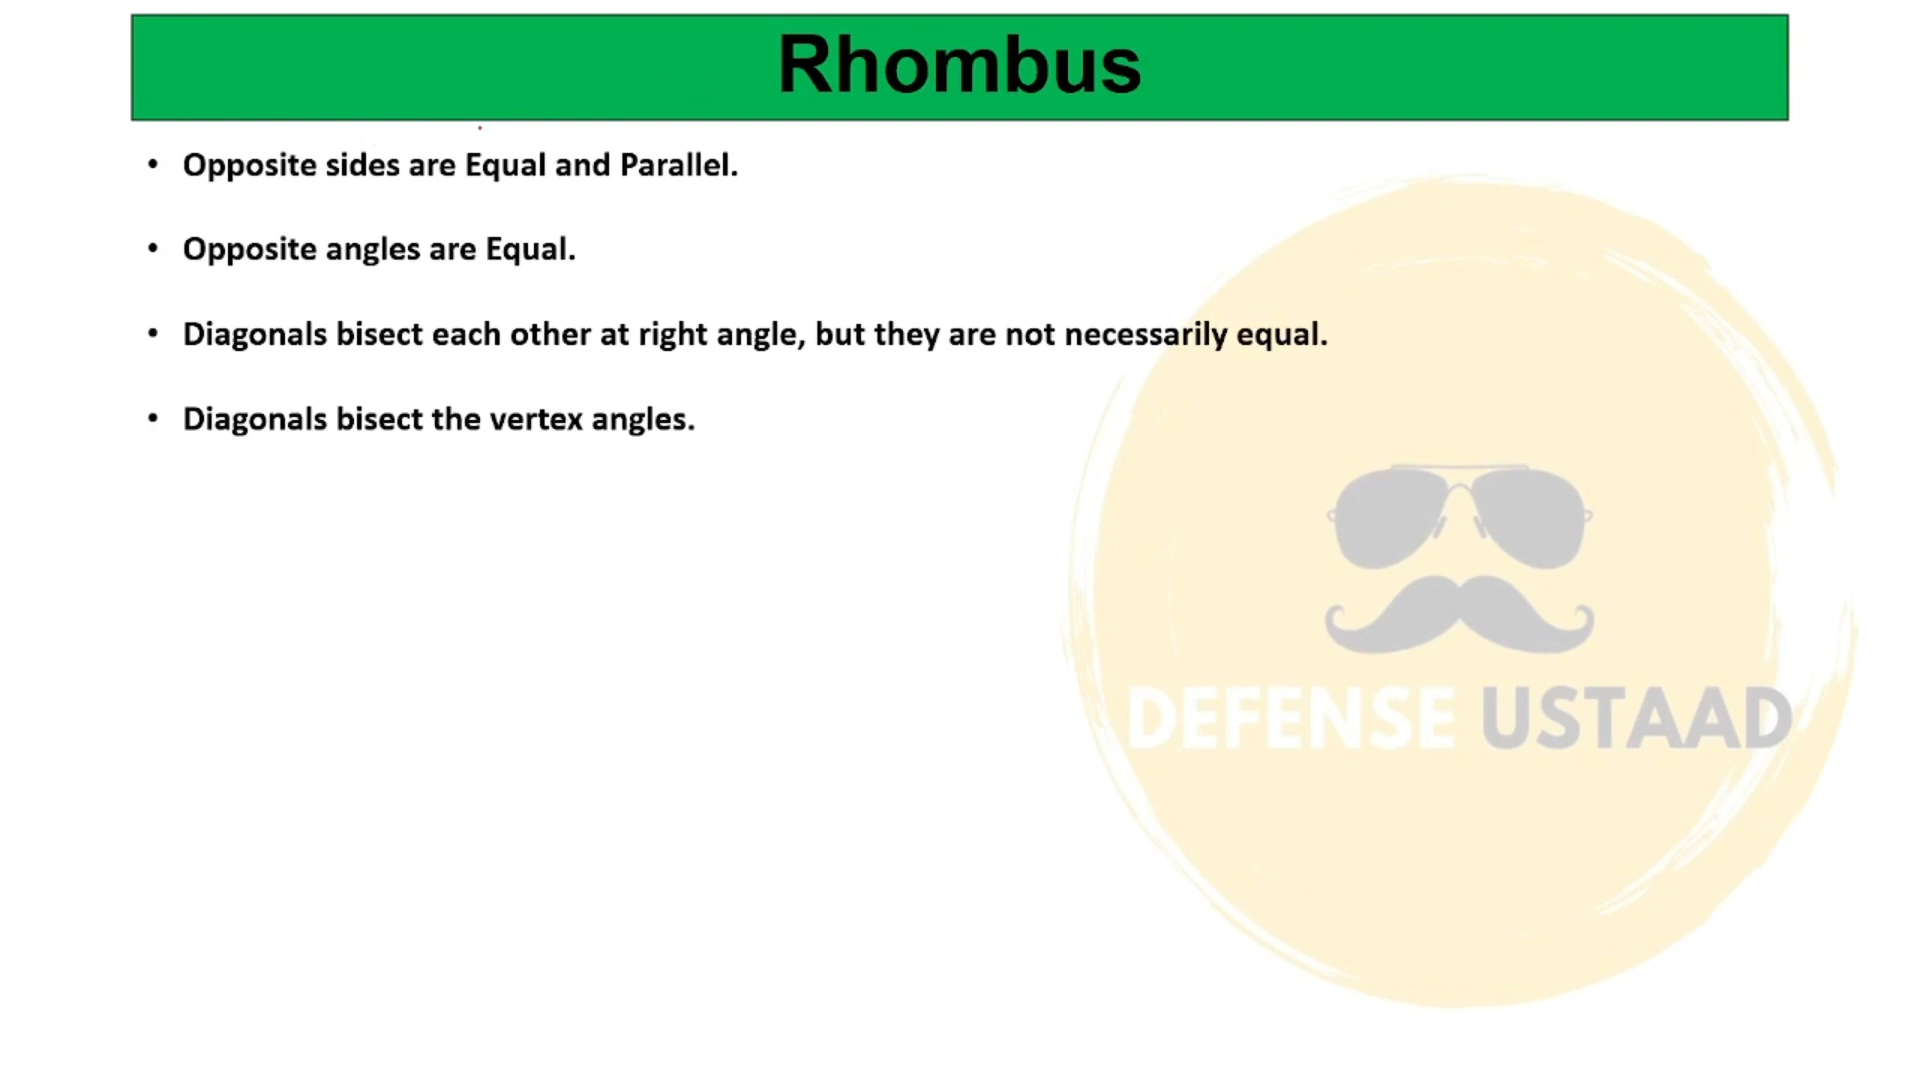 Rhombus
• Opposite sides are Equal and Parallel.
• Opposite angles are Equal.
• Diagonals bisect each other at right angle, but they are not necessarily equal.
• Diagonals bisect the vertex angles.
DEFENSE USTAAD